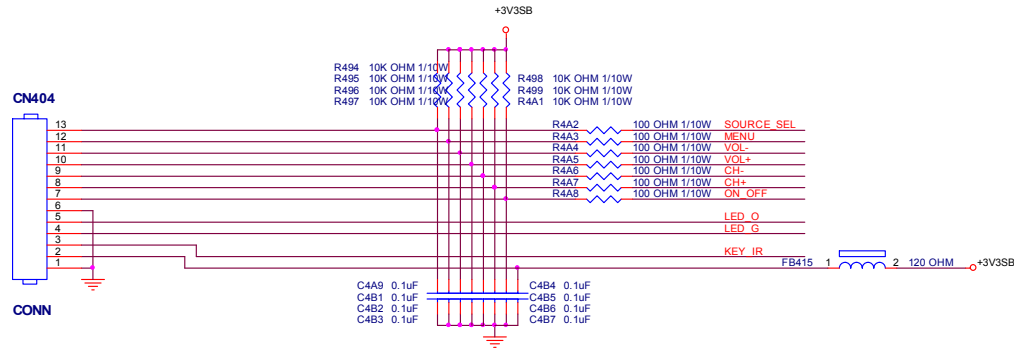 +3V3SB
R494 10K OHM 1/10W
R495 10K OHM 1/10W
R496 10K OHM 1/10W
R497 10K OHM 1/10W
R498 10K OHM 1/10W
R499 10K OHM 1/10W
R4A1 10K OHM 1/10W
CN404
13 R4A2 100 OHM 1/10W SOURCE_SEL
12 R4A3 100 OHM 1/10W MENU
11 R4A4 100 OHM 1/10W VOL-
10 R4A5 100 OHM 1/10W VOL+
9 R4A6 100 OHM 1/10W CH-
8 R4A7 100 OHM 1/10W CH+
7 R4A8 100 OHM 1/10W ON_OFF
6
5 LED_O
4 LED_G
3
2 KEY_IR
1 FB415 1 2 120 OHM +3V3SB
C4A9 0.1uF
C4B1 0.1uF
C4B2 0.1uF
C4B3 0.1uF
C4B4 0.1uF
C4B5 0.1uF
C4B6 0.1uF
C4B7 0.1uF
CONN